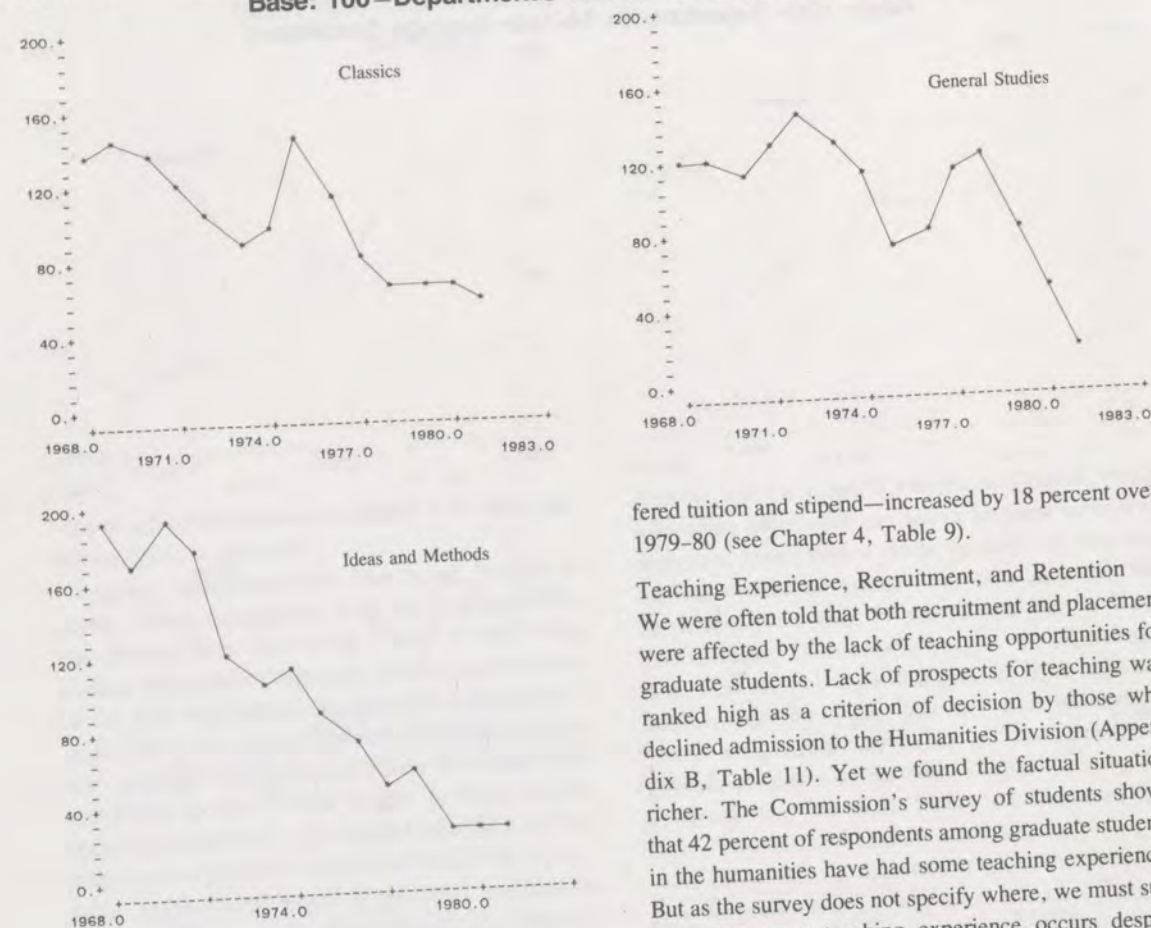 Base: 100=Department
200.+
160.+
120.+
80.+
40.+
0.+
Classics
1968.0
1971.0
1974.0
1977.0
1980.0
1983.0
200.+
160.+
120.+
80.+
40.+
0.+
General Studies
1968.0
1971.0
1974.0
1977.0
1980.0
1983.0
200.+
160.+
120.+
80.+
40.+
0.+
Ideas and Methods
1968.0
1974.0
1980.0
fered tuition and stipend—increased by 18 percent ove
1979–80 (see Chapter 4, Table 9).
Teaching Experience, Recruitment, and Retention
We were often told that both recruitment and placemen
were affected by the lack of teaching opportunities fo
graduate students. Lack of prospects for teaching wa
ranked high as a criterion of decision by those wh
declined admission to the Humanities Division (Appen
dix B, Table 11). Yet we found the factual situatio
richer. The Commission's survey of students show
that 42 percent of respondents among graduate studen
in the humanities have had some teaching experienc
But as the survey does not specify where, we must su
teaching experience occurs desp